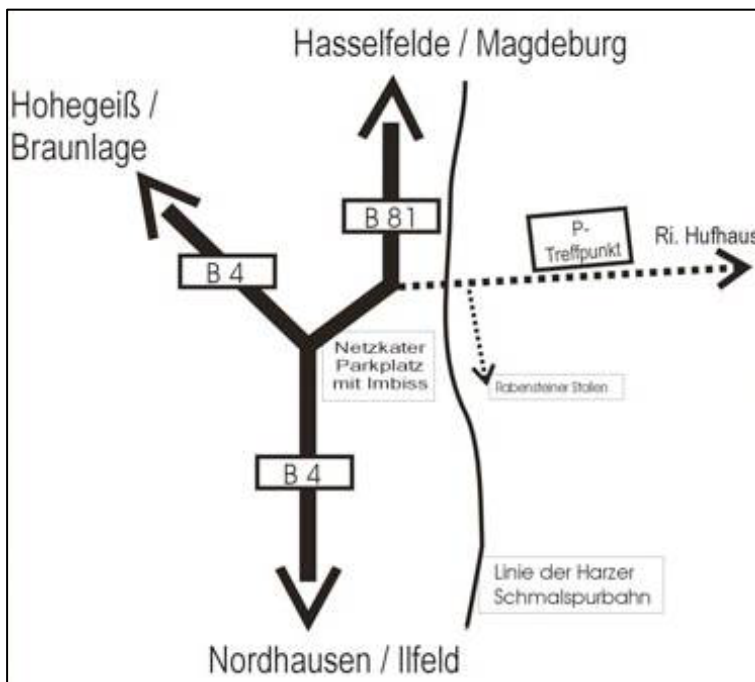 Hasselfelde / Magdeburg
Hohegeiß /
Braunlage
B 81
P-
Treffpunkt
Ri. Hufhaus
B 4
Netzkater
Parkplatz
mit Imbiss
Rabensteiner Stollen
B 4
Linie der Harzer
Schmalspurbahn
Nordhausen / Ilfeld